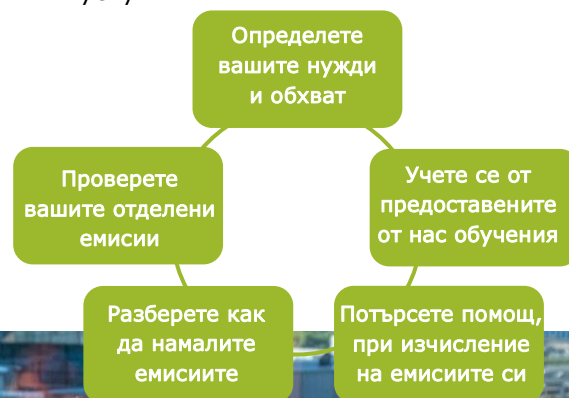 Определете
вашите нужди
и обхват
Учете се от
предоставените
от нас обучения
Потърсете помощ,
при изчисление
на емисиите си
Разберете как
да намалите
емисиите
Проверете
вашите отделени
емисии